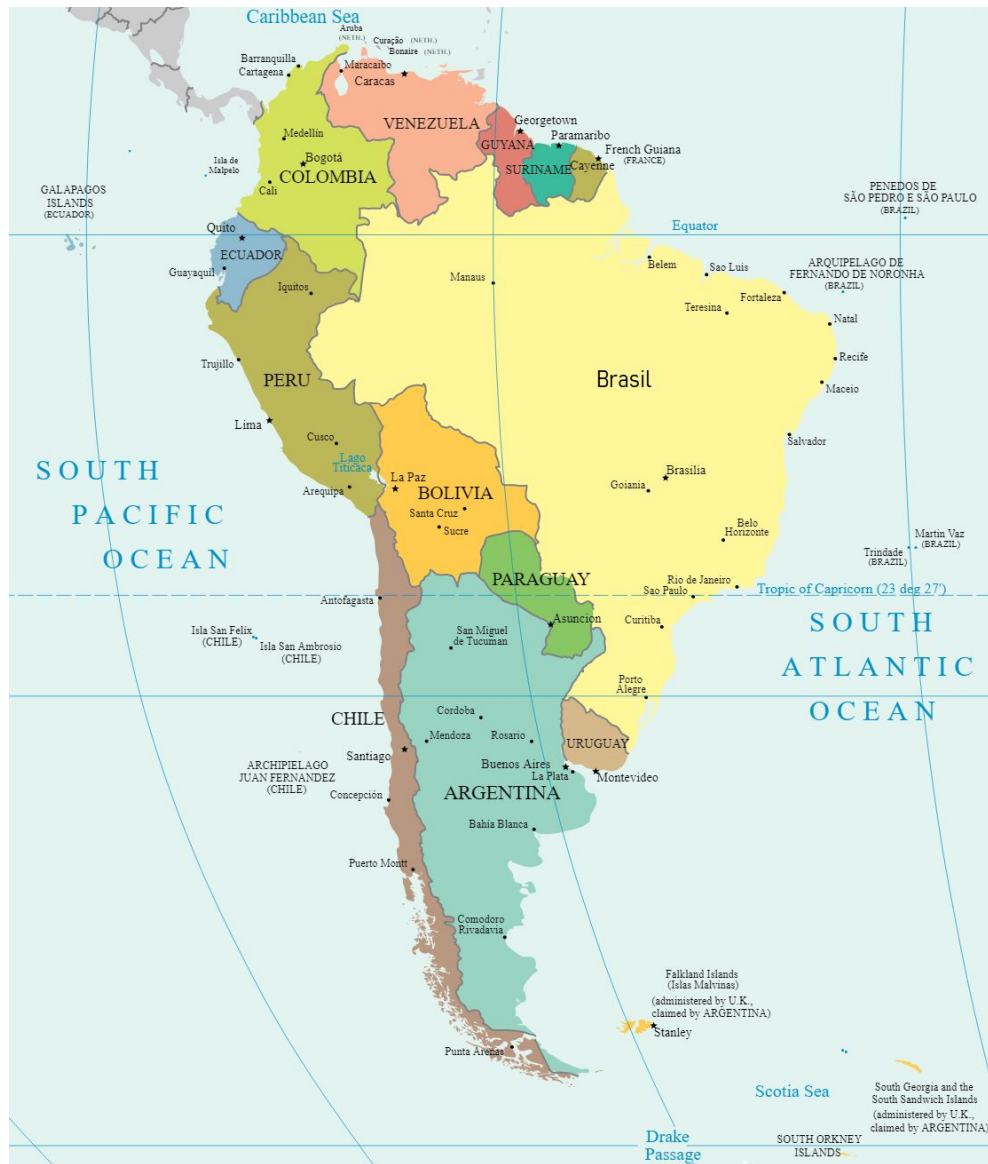 Caribbean Sea
Aruba
(NETH.)
Curaçao (NETH.)
Bonaire (NETH.)
Barranquilla
Cartagena
Maracaibo
Caracas
VENEZUELA
Medellín
Bogotá
COLOMBIA
Cali
Isla de
Malpelo
Georgetown
GUYANA
Paramaribo
SURINAME
French Guiana
(FRANCE)
Cayenne
GALAPAGOS
ISLANDS
(ECUADOR)
PENEDOS DE
SÃO PEDRO E SÃO PAULO
(BRAZIL)
Quito
ECUADOR
Guayaquil
Equator
Iquitos
Manaus
Belem
Sao Luis
ARQUIPELAGO DE
FERNANDO DE NORONHA
(BRAZIL)
Teresina
Fortaleza
Natal
Trujillo
PERU
Brasil
Recife
Maceio
Lima
Cusco
Lago
Titicaca
Arequipa
Salvador
SOUTH
PACIFIC
OCEAN
La Paz
BOLIVIA
Santa Cruz
Sucre
Brasilia
Goiania
Belo
Horizonte
Martin Vaz
(BRAZIL)
Trindade
(BRAZIL)
PARAGUAY
Rio de Janeiro
Sao Paulo
Tropic of Capricorn (23 deg 27')
Antofagasta
Asuncion
Curitiba
Isla San Felix
(CHILE)
Isla San Ambrosio
(CHILE)
San Miguel
de Tucuman
SOUTH
ATLANTIC
OCEAN
Porto
Alegre
CHILE
Cordoba
Mendoza
Rosario
URUGUAY
Santiago
Buenos Aires
La Plata
Montevideo
ARCHIPIELAGO
JUAN FERNANDEZ
(CHILE)
Concepción
ARGENTINA
Bahía Blanca
Puerto Montt
Comodoro
Rivadavia
Falkland Islands
(Islas Malvinas)
(administered by U.K.,
claimed by ARGENTINA)
Stanley
Punta Arenas
Scotia Sea
South Georgia and the
South Sandwich Islands
(administered by U.K.,
claimed by ARGENTINA)
Drake
Passage
SOUTH ORKNEY
ISLANDS